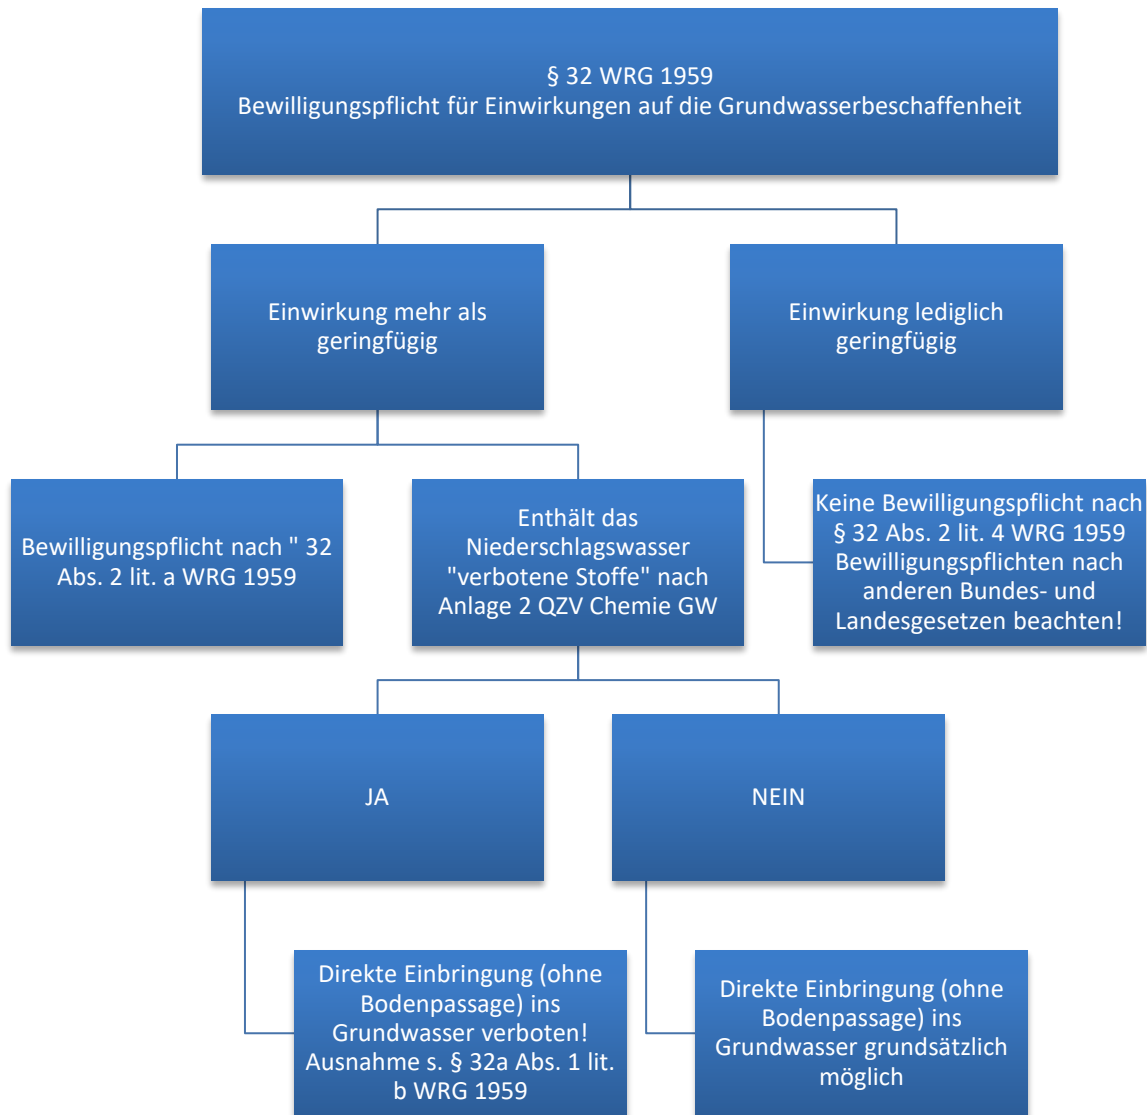 § 32 WRG 1959
Bewilligungspflicht für Einwirkungen auf die Grundwasserbeschaffenheit
Einwirkung mehr als
geringfügig
Einwirkung lediglich
geringfügig
Bewilligungspflicht nach " 32
Abs. 2 lit. a WRG 1959
Enthält das
Niederschlagswasser
"verbotene Stoffe" nach
Anlage 2 QZV Chemie GW
Keine Bewilligungspflicht nach
§ 32 Abs. 2 lit. 4 WRG 1959
Bewilligungspflichten nach
anderen Bundes- und
Landesgesetzen beachten!
JA
NEIN
Direkte Einbringung (ohne
Bodenpassage) ins
Grundwasser verboten!
Ausnahme s. § 32a Abs. 1 lit.
b WRG 1959
Direkte Einbringung (ohne
Bodenpassage) ins
Grundwasser grundsätzlich
möglich